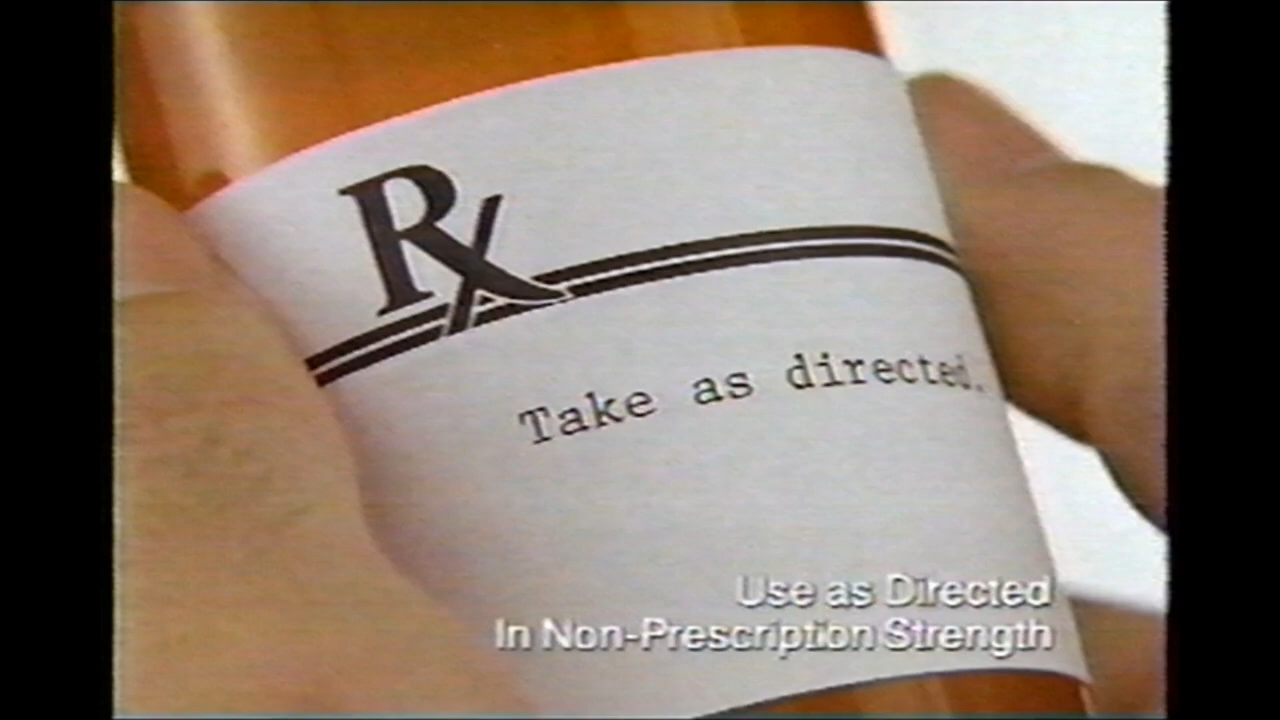 Rx
Take as directed.
Use as Directed
In Non-Prescription Strength